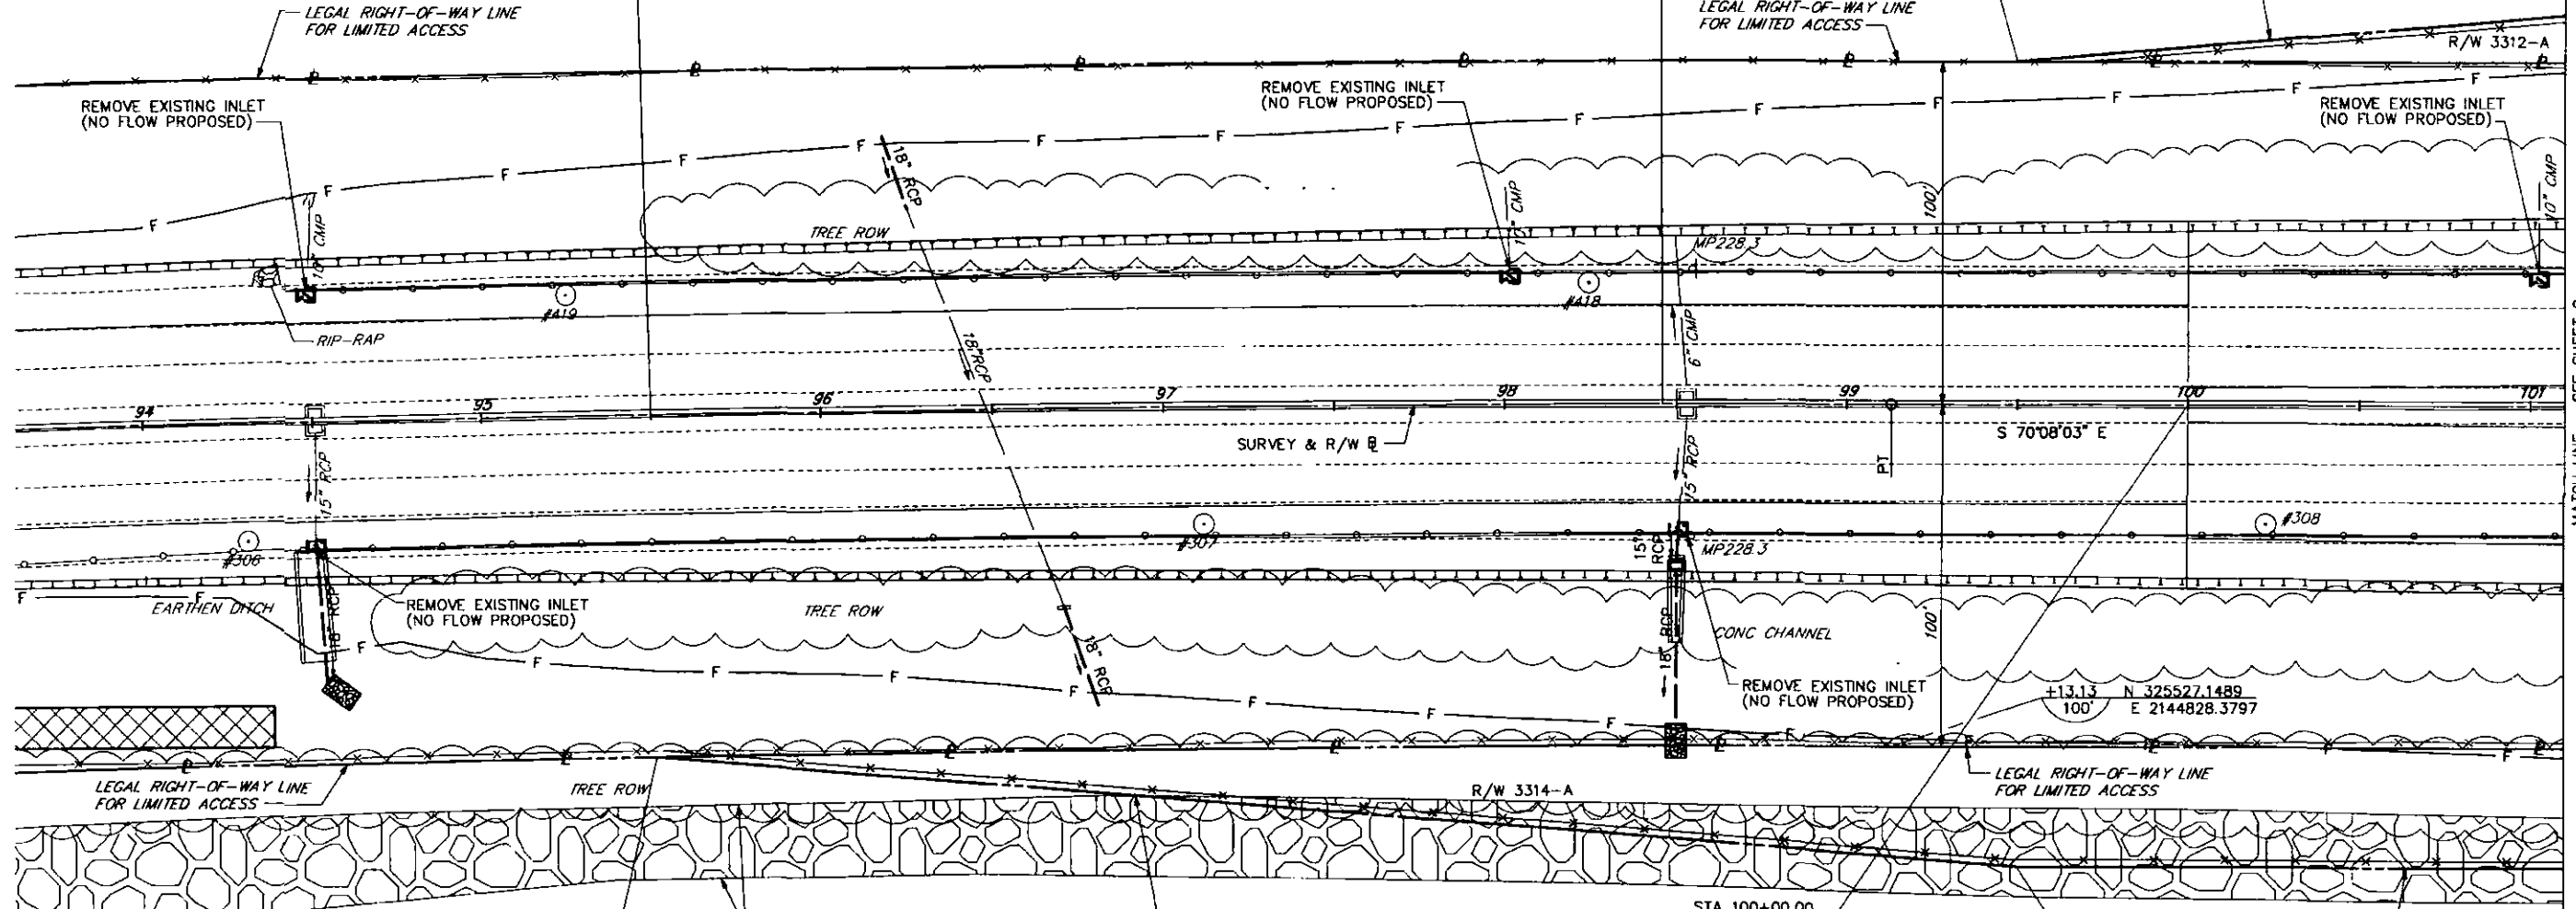 LEGAL RIGHT-OF-WAY LINE
FOR LIMITED ACCESS
LEGAL RIGHT-OF-WAY LINE
FOR LIMITED ACCESS
R/W 3312-A
REMOVE EXISTING INLET
(NO FLOW PROPOSED)
REMOVE EXISTING INLET
(NO FLOW PROPOSED)
REMOVE EXISTING INLET
(NO FLOW PROPOSED)
F F F F F F F F F F F F F
18" RCP
10" CMP
10" CMP
10" CMP
100'
TREE ROW
MP228.3
#419
#418
RIP-RAP
18" RCP
6" CMP
94 95 96 97 98 99 100 101
SURVEY & R/W
S 70°08'03" E
PT
MATCH LINE - SEE SHEET
15" RCP
15" RCP
#306
#307
#308
15" RCP
MP228.3
EARTHEN DITCH
18" RCP
REMOVE EXISTING INLET
(NO FLOW PROPOSED)
TREE ROW
18" RCP
18" RCP
CONC CHANNEL
100'
REMOVE EXISTING INLET
(NO FLOW PROPOSED)
+13.13
100'
N 325527.1489
E 2144828.3797
F F F F F F F F F F F F
LEGAL RIGHT-OF-WAY LINE
FOR LIMITED ACCESS
TREE ROW
R/W 3314-A
LEGAL RIGHT-OF-WAY LINE
FOR LIMITED ACCESS
STA 100+00.00